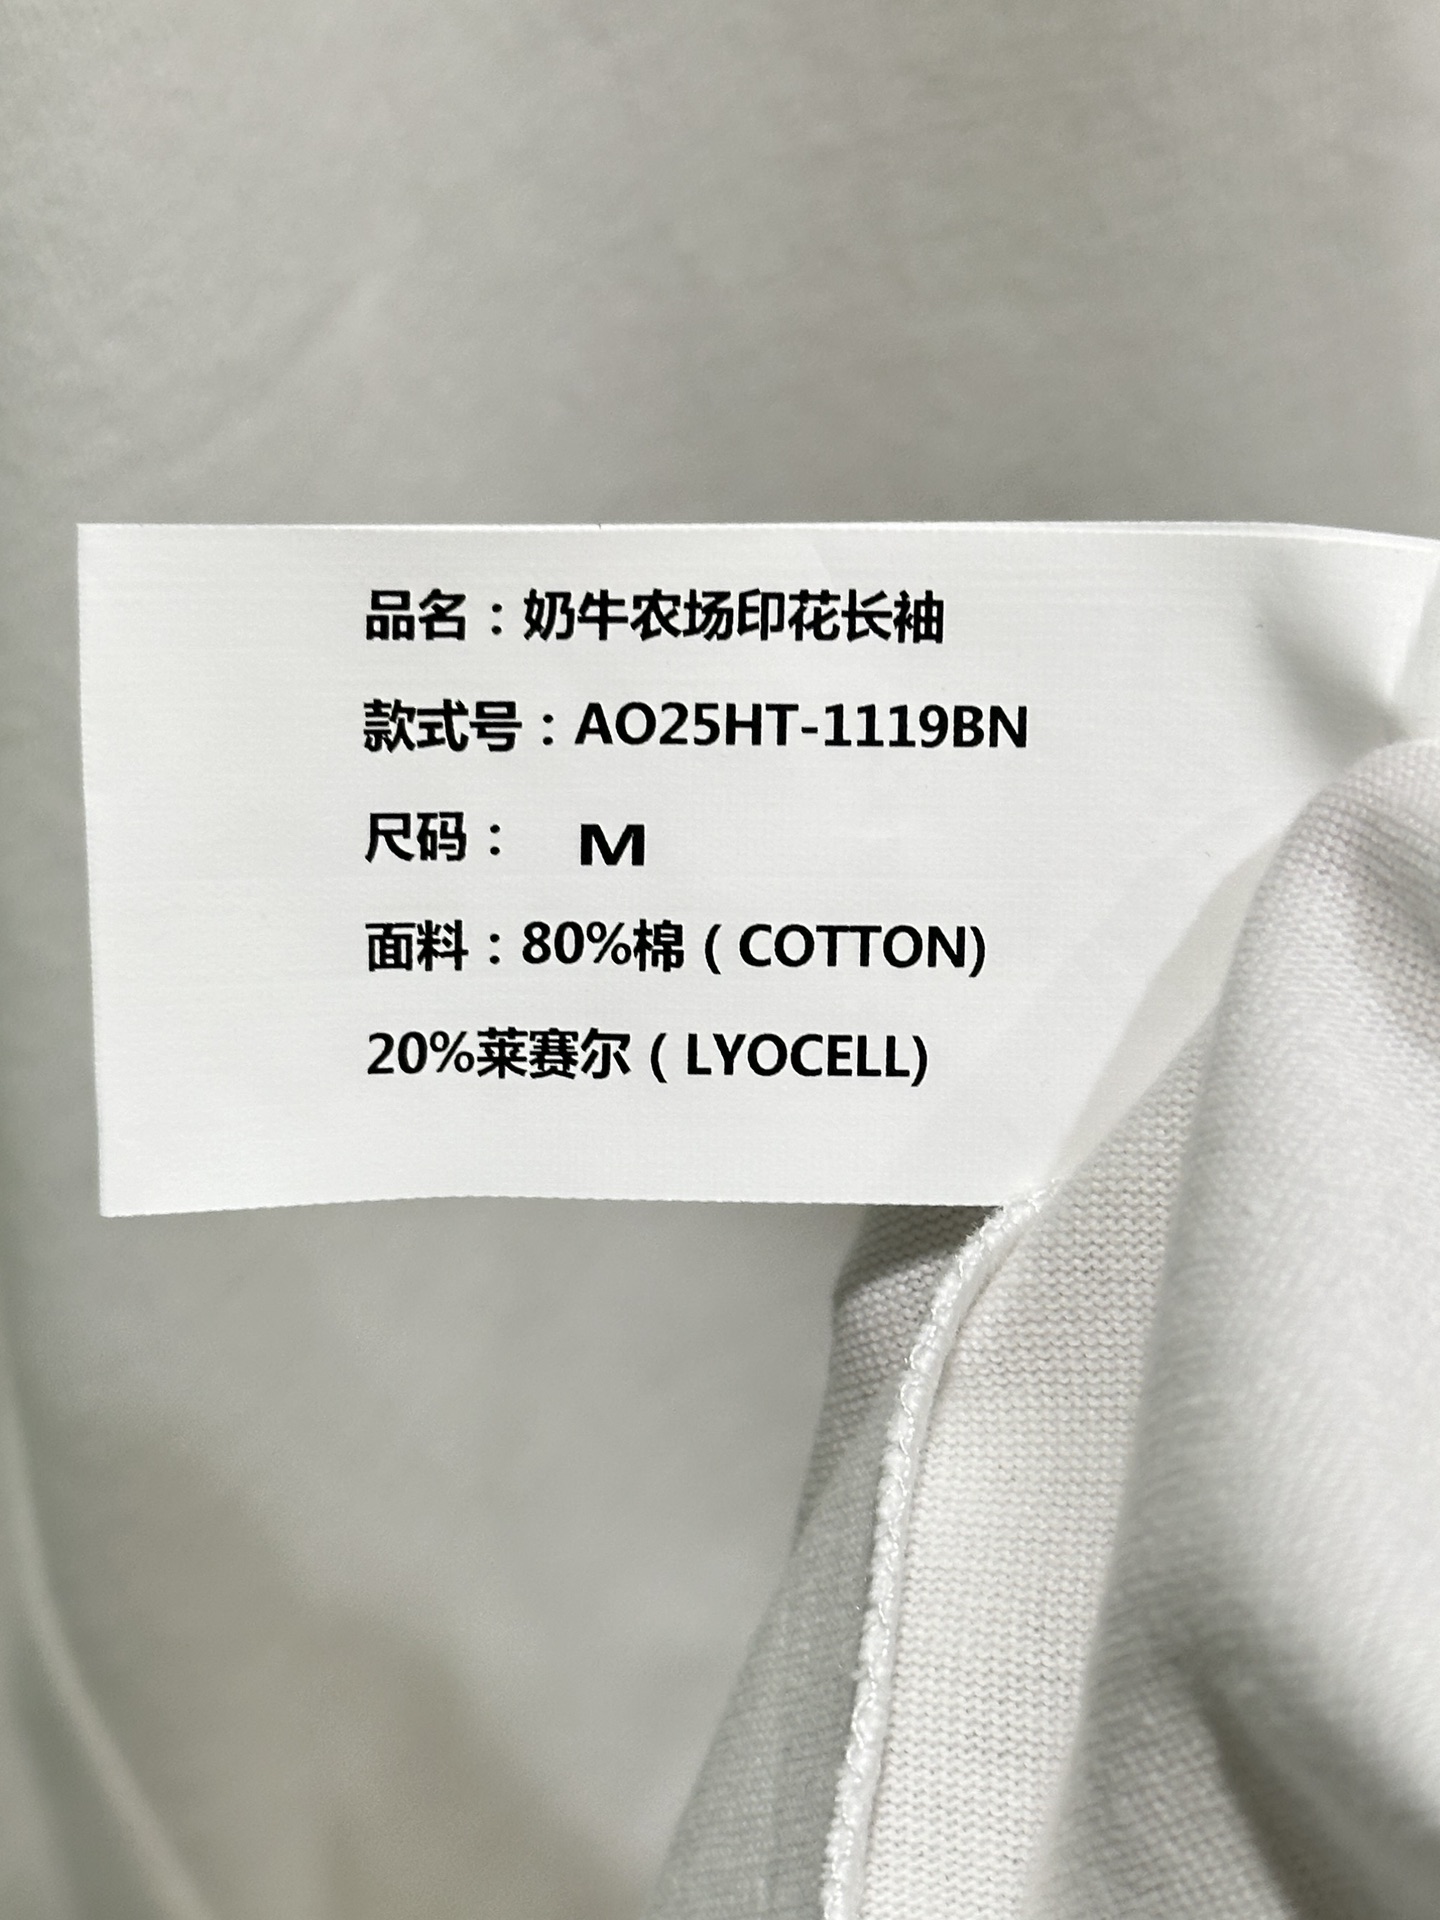 品名：奶牛农场印花长袖
款式号：AO25HT-1119BN
尺码： M
面料：80%棉（COTTON)
20%莱赛尔（LYOCELL)